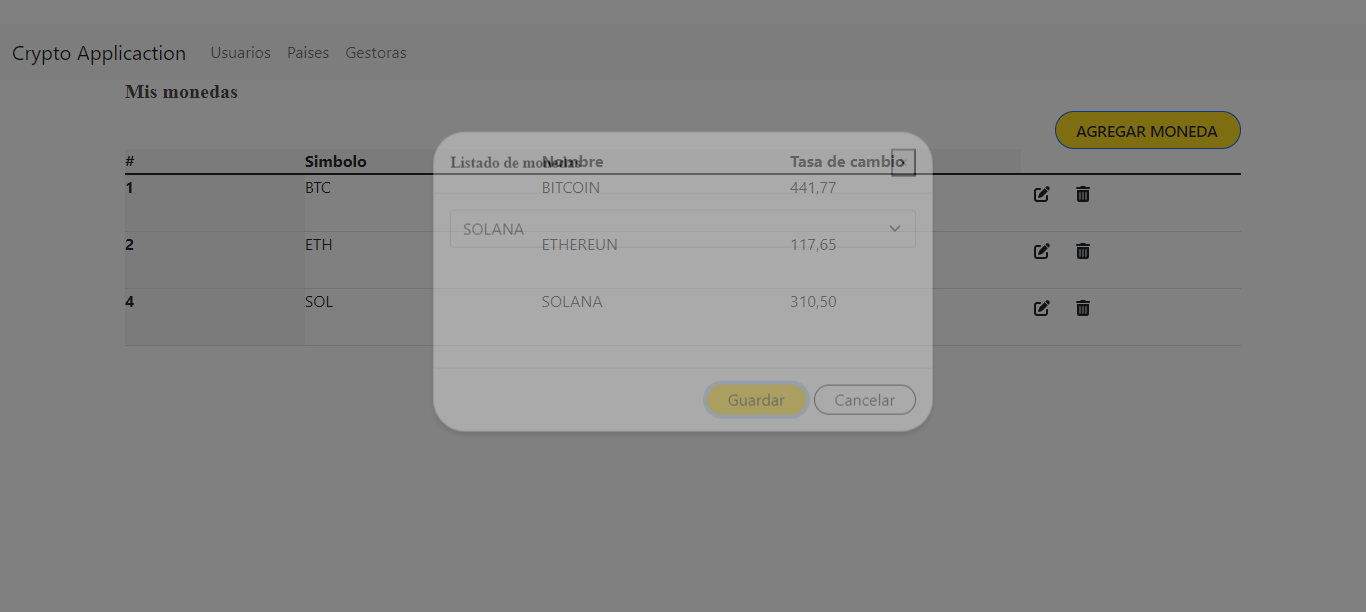 Crypto Applicaction Usuarios Paises Gestoras
Mis monedas
AGREGAR MONEDA
Listado de monedas
# Simbolo Nombre Tasa de cambio
1 BTC BITCOIN 441,77
SOLANA
2 ETH ETHEREUN 117,65
4 SOL SOLANA 310,50
Guardar Cancelar